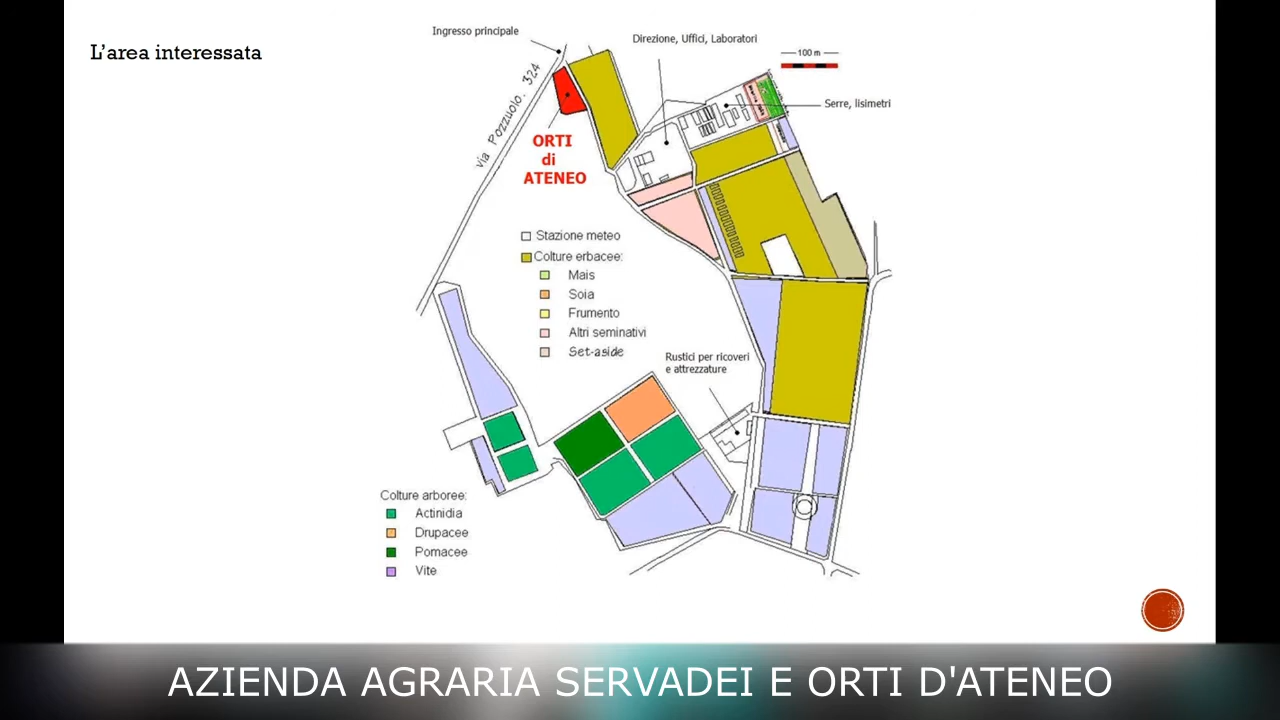 L'area interessata
Ingresso principale
Direzione, Uffici, Laboratori
100 m
Serre, lisimetri
via Pozzuolo. 324
ORTI
di
ATENEO
Stazione meteo
Colture erbacee:
Mais
Soia
Frumento
Altri seminativi
Set-aside
Rustici per ricoveri
e attrezzature
Colture arboree:
Actinidia
Drupacee
Pomacee
Vite
AZIENDA AGRARIA SERVADEI E ORTI D'ATENEO